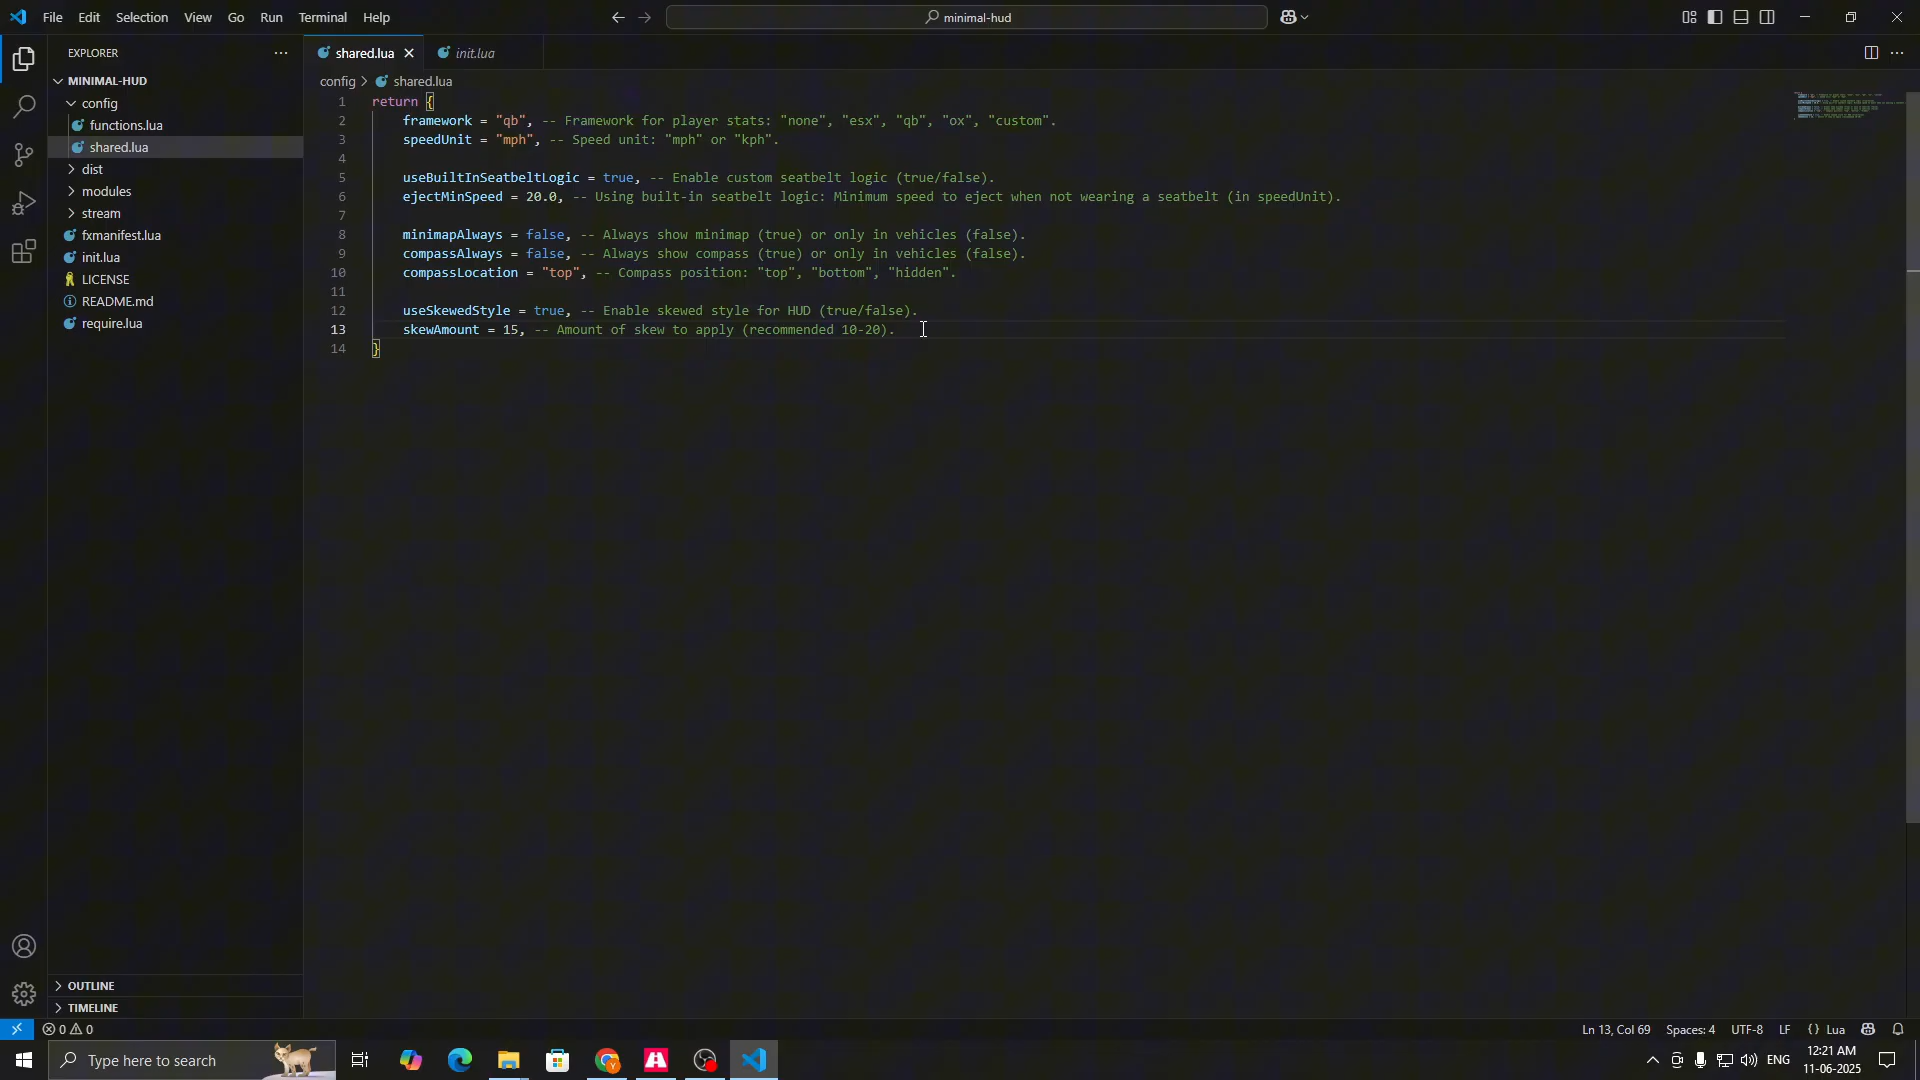 File Edit Selection View Go Run Terminal Help
minimal-hud
EXPLORER
MINIMAL-HUD
config
functions.lua
shared.lua
dist
modules
stream
fxmanifest.lua
init.lua
LICENSE
README.md
require.lua
OUTLINE
TIMELINE
shared.lua init.lua
config > shared.lua
1 return {
2 framework = "qb", -- Framework for player stats: "none", "esx", "qb", "ox", "custom".
3 speedUnit = "mph", -- Speed unit: "mph" or "kph".
4
5 useBuiltInSeatbeltLogic = true, -- Enable custom seatbelt logic (true/false).
6 ejectMinSpeed = 20.0, -- Using built-in seatbelt logic: Minimum speed to eject when not wearing a seatbelt (in speedUnit).
7
8 minimapAlways = false, -- Always show minimap (true) or only in vehicles (false).
9 compassAlways = false, -- Always show compass (true) or only in vehicles (false).
10 compassLocation = "top", -- Compass position: "top", "bottom", "hidden".
11
12 useSkewedStyle = true, -- Enable skewed style for HUD (true/false).
13 skewAmount = 15, -- Amount of skew to apply (recommended 10-20).
14 }
0 0
Ln 13, Col 69 Spaces: 4 UTF-8 LF {} Lua
Type here to search
ENG
12:21 AM
11-06-2025